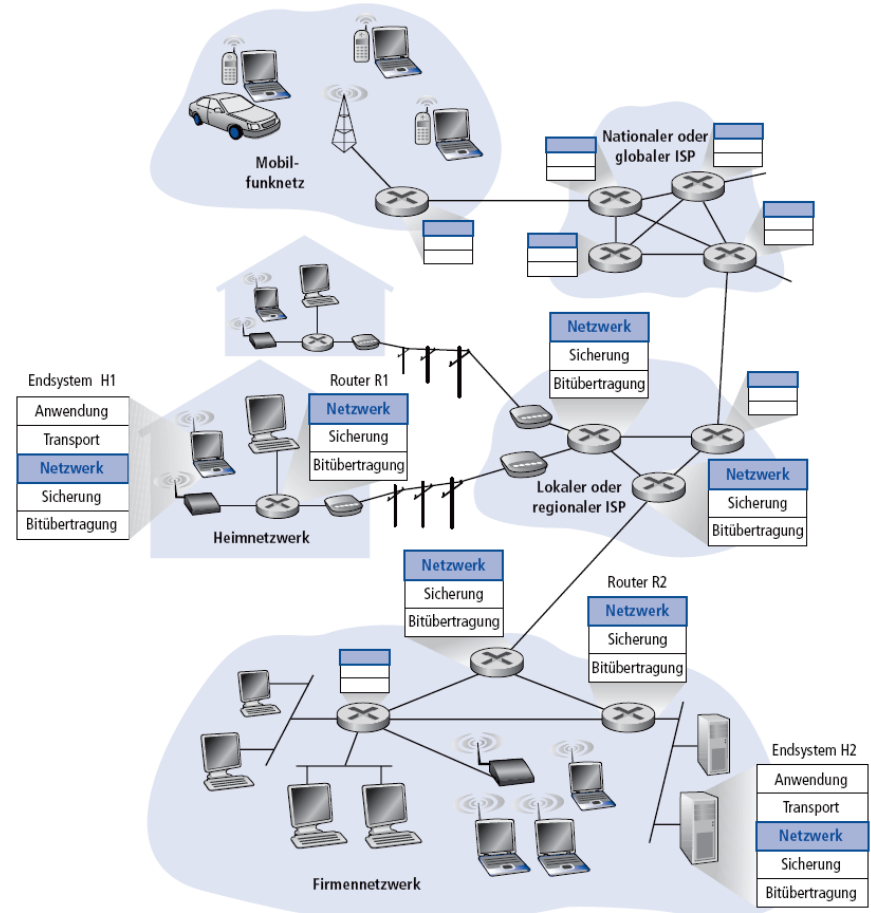 Mobil-
funknetz
Nationaler oder
globaler ISP
Netzwerk
Sicherung
Bitübertragung
Endsystem H1
Anwendung
Transport
Netzwerk
Sicherung
Bitübertragung
Router R1
Netzwerk
Sicherung
Bitübertragung
Heimnetzwerk
Lokaler oder
regionaler ISP
Netzwerk
Sicherung
Bitübertragung
Netzwerk
Sicherung
Bitübertragung
Router R2
Netzwerk
Sicherung
Bitübertragung
Endsystem H2
Anwendung
Transport
Netzwerk
Sicherung
Bitübertragung
Firmennetzwerk